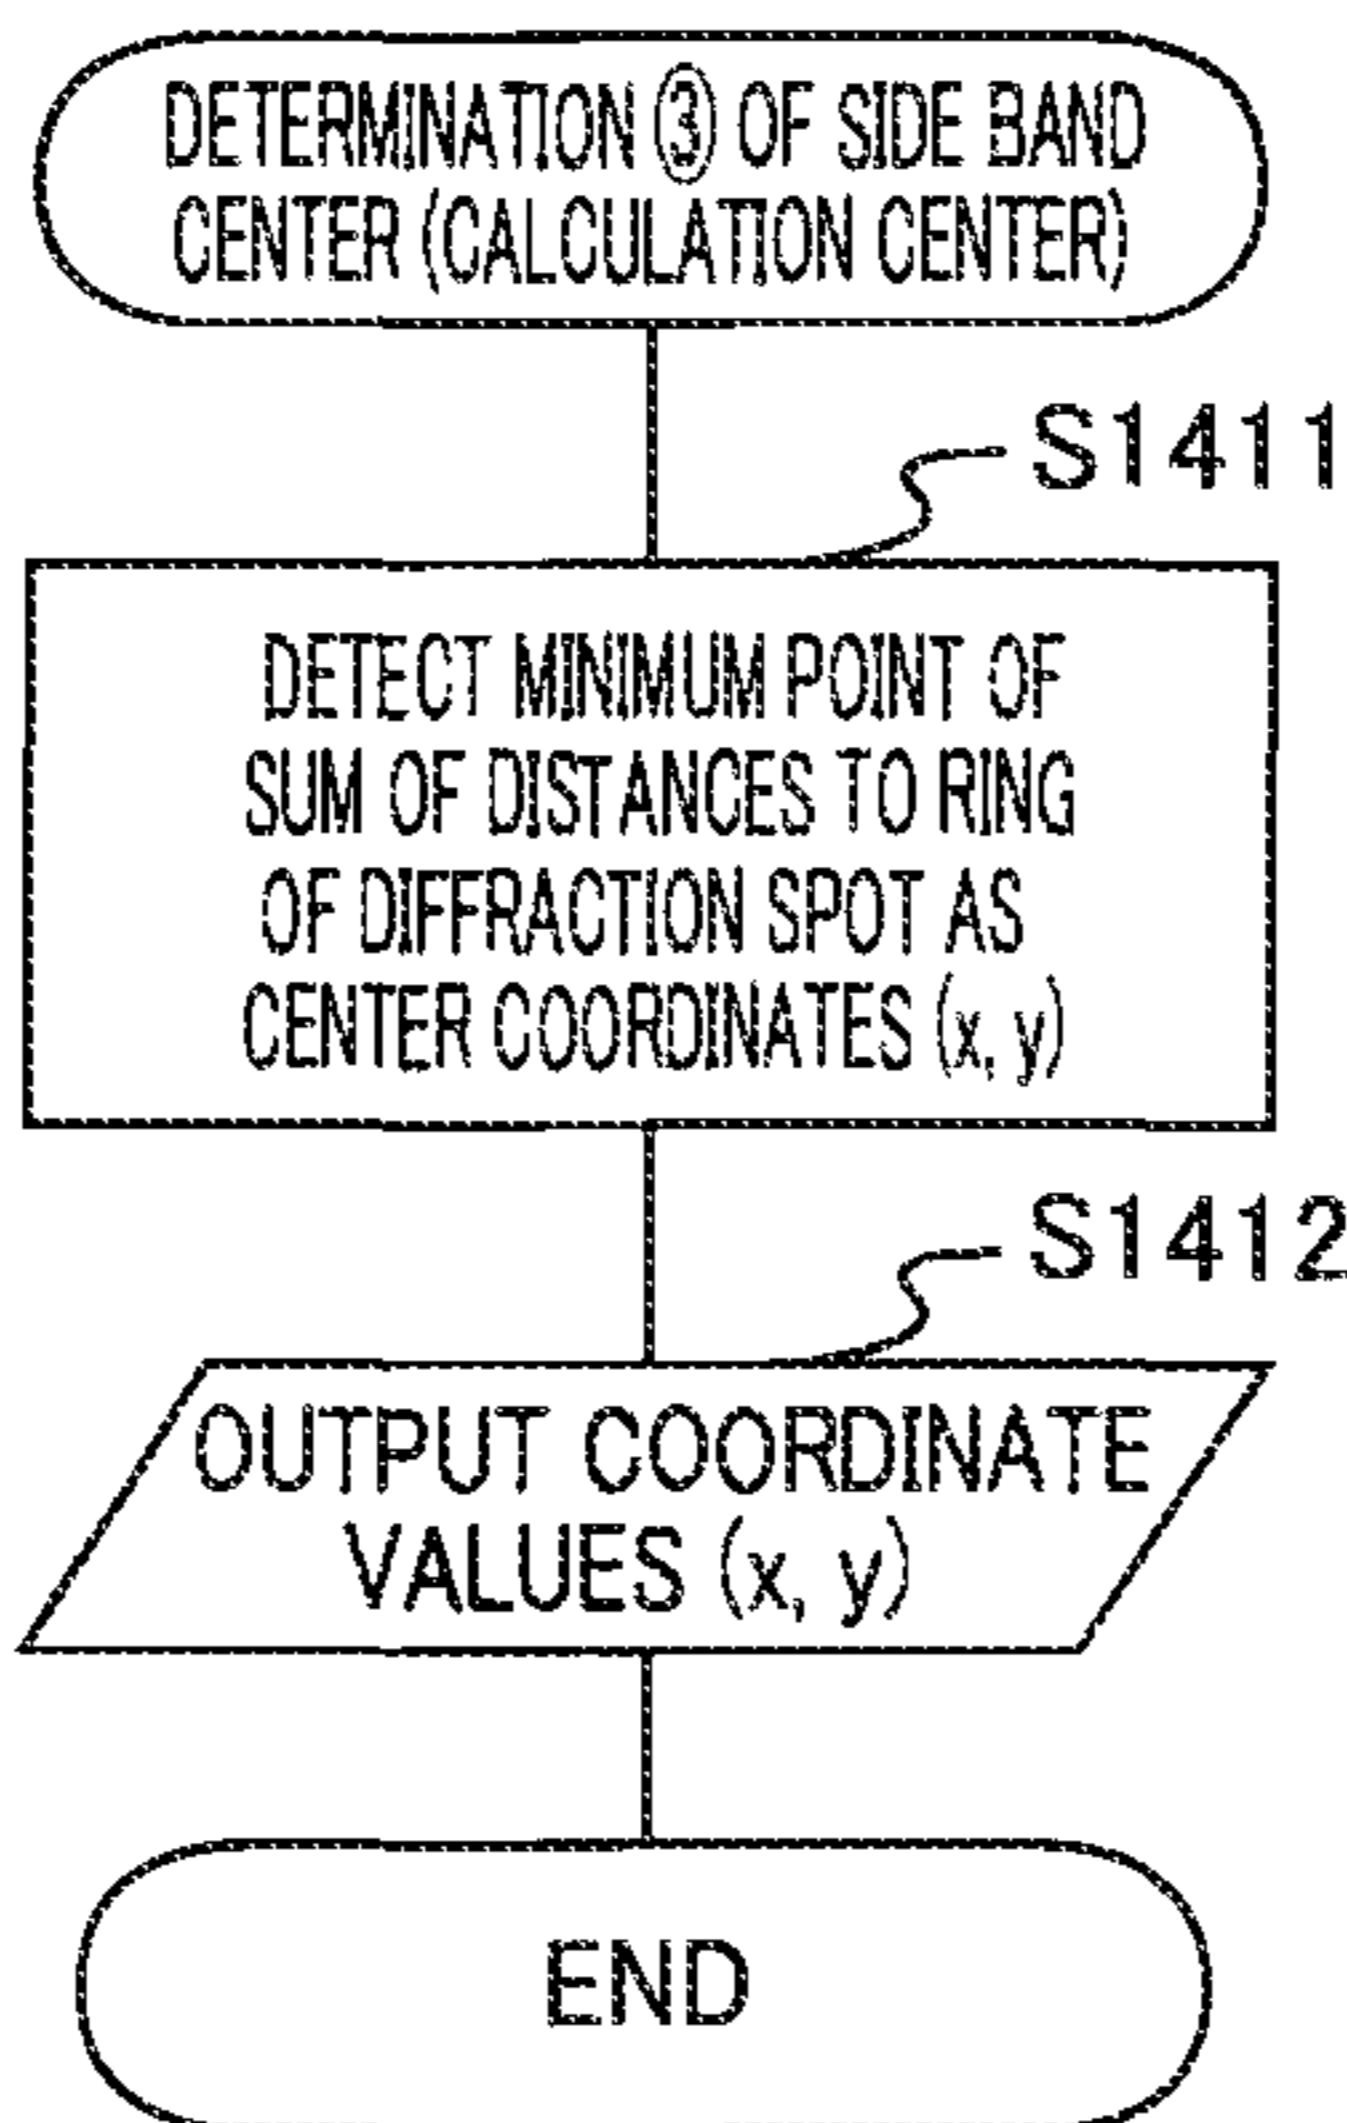 DETERMINATION ③ OF SIDE BAND
CENTER (CALCULATION CENTER)
S1411
DETECT MINIMUM POINT OF
SUM OF DISTANCES TO RING
OF DIFFRACTION SPOT AS
CENTER COORDINATES (x, y)
S1412
OUTPUT COORDINATE
VALUES (x, y)
END